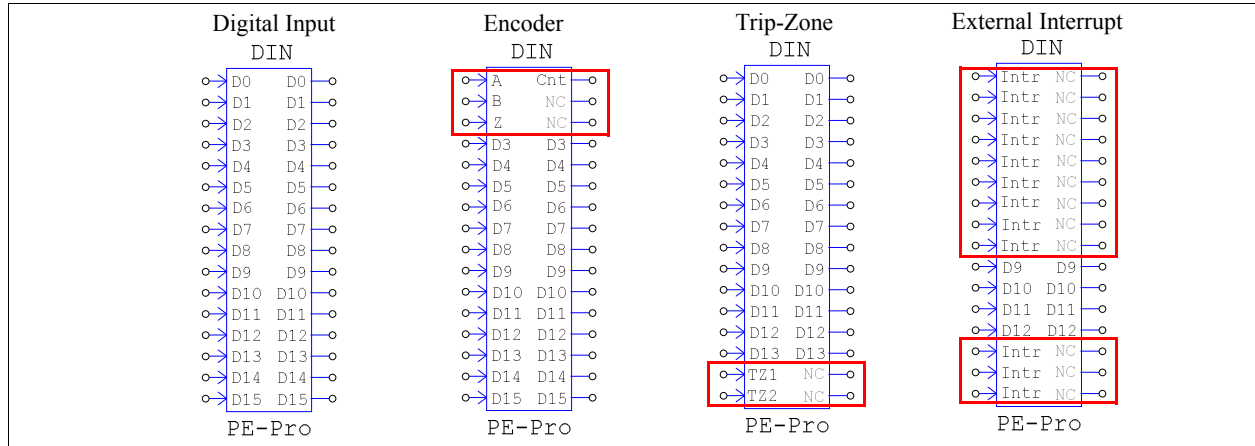 Digital Input
DIN
D0 D0
D1 D1
D2 D2
D3 D3
D4 D4
D5 D5
D6 D6
D7 D7
D8 D8
D9 D9
D10 D10
D11 D11
D12 D12
D13 D13
D14 D14
D15 D15
PE-Pro
Encoder
DIN
A Cnt
B NC
Z NC
D3 D3
D4 D4
D5 D5
D6 D6
D7 D7
D8 D8
D9 D9
D10 D10
D11 D11
D12 D12
D13 D13
D14 D14
D15 D15
PE-Pro
Trip-Zone
DIN
D0 D0
D1 D1
D2 D2
D3 D3
D4 D4
D5 D5
D6 D6
D7 D7
D8 D8
D9 D9
D10 D10
D11 D11
D12 D12
D13 D13
TZ1 NC
TZ2 NC
PE-Pro
External Interrupt
DIN
Intr NC
Intr NC
Intr NC
Intr NC
Intr NC
Intr NC
Intr NC
Intr NC
Intr NC
D9 D9
D10 D10
D11 D11
D12 D12
Intr NC
Intr NC
Intr NC
PE-Pro